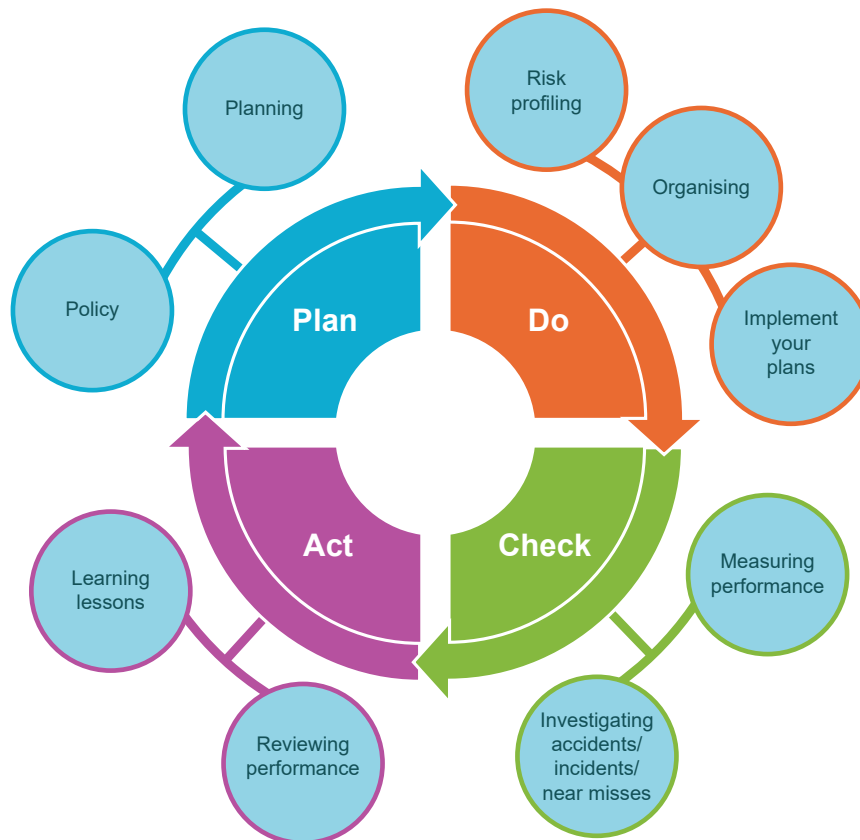 Planning
Policy
Plan
Risk
profiling
Organising
Implement
your
plans
Do
Check
Measuring
performance
Investigating
accidents/
incidents/
near misses
Act
Reviewing
performance
Learning
lessons